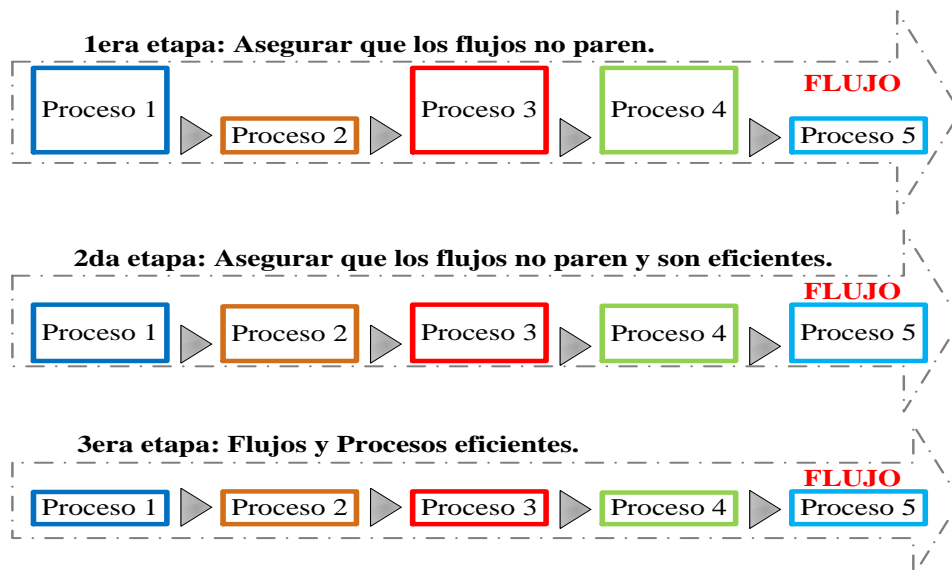 1era etapa: Asegurar que los flujos no paren.
FLUJO
Proceso 1
Proceso 2
Proceso 3
Proceso 4
Proceso 5
2da etapa: Asegurar que los flujos no paren y son eficientes.
FLUJO
Proceso 1
Proceso 2
Proceso 3
Proceso 4
Proceso 5
3era etapa: Flujos y Procesos eficientes.
FLUJO
Proceso 1
Proceso 2
Proceso 3
Proceso 4
Proceso 5